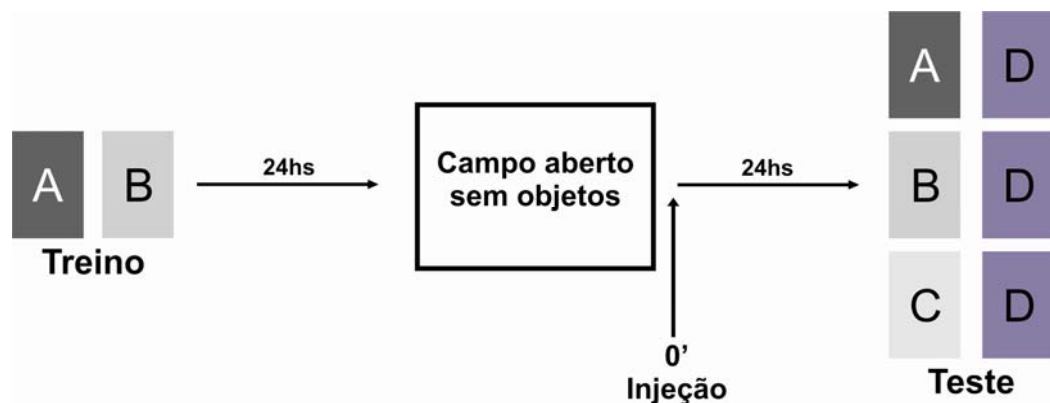 A B
Treino
24hs
Campo aberto
sem objetos
0’
Injeção
24hs
A D
B D
C D
Teste